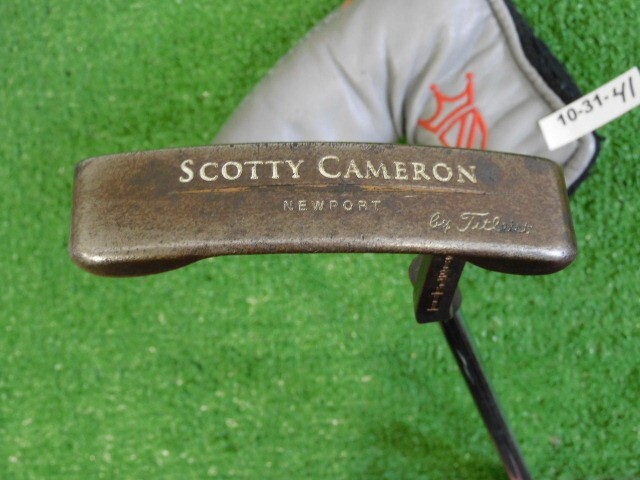 SCOTTY CAMERON
NEWPORT
by Titleist
10-31-41